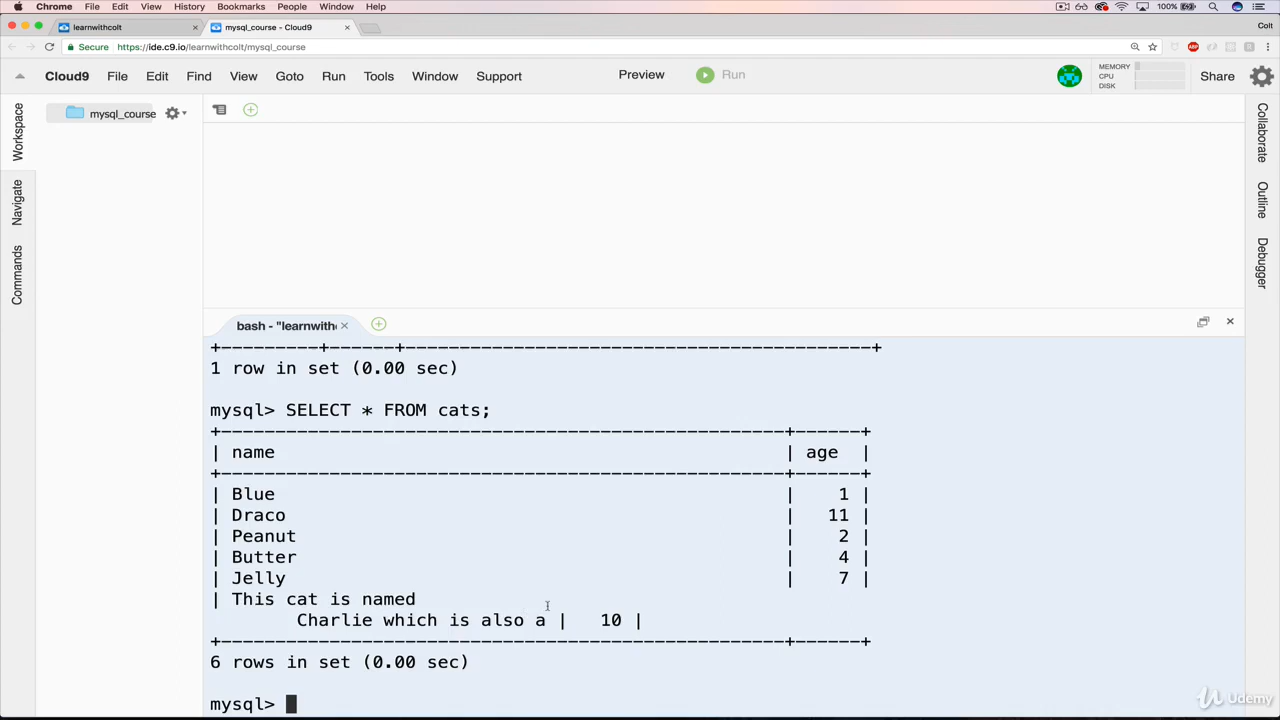 Chrome File Edit View History Bookmarks People Window Help 100%
learnwithcolt mysql_course - Cloud9 Colt
Secure https://ide.c9.io/learnwithcolt/mysql_course
Cloud9 File Edit Find View Goto Run Tools Window Support Preview Run MEMORY CPU DISK Share
Workspace
Navigate
Commands
mysql_course
Collaborate
Outline
Debugger
bash - "learnwith
+----------+------+--------------------------------------------+
1 row in set (0.00 sec)
mysql> SELECT * FROM cats;
+-----------------------------------------------------+------+
| name | age |
+-----------------------------------------------------+------+
| Blue | 1 |
| Draco | 11 |
| Peanut | 2 |
| Butter | 4 |
| Jelly | 7 |
| This cat is named
Charlie which is also a | 10 |
+-----------------------------------------------------+------+
6 rows in set (0.00 sec)
mysql>
Udemy